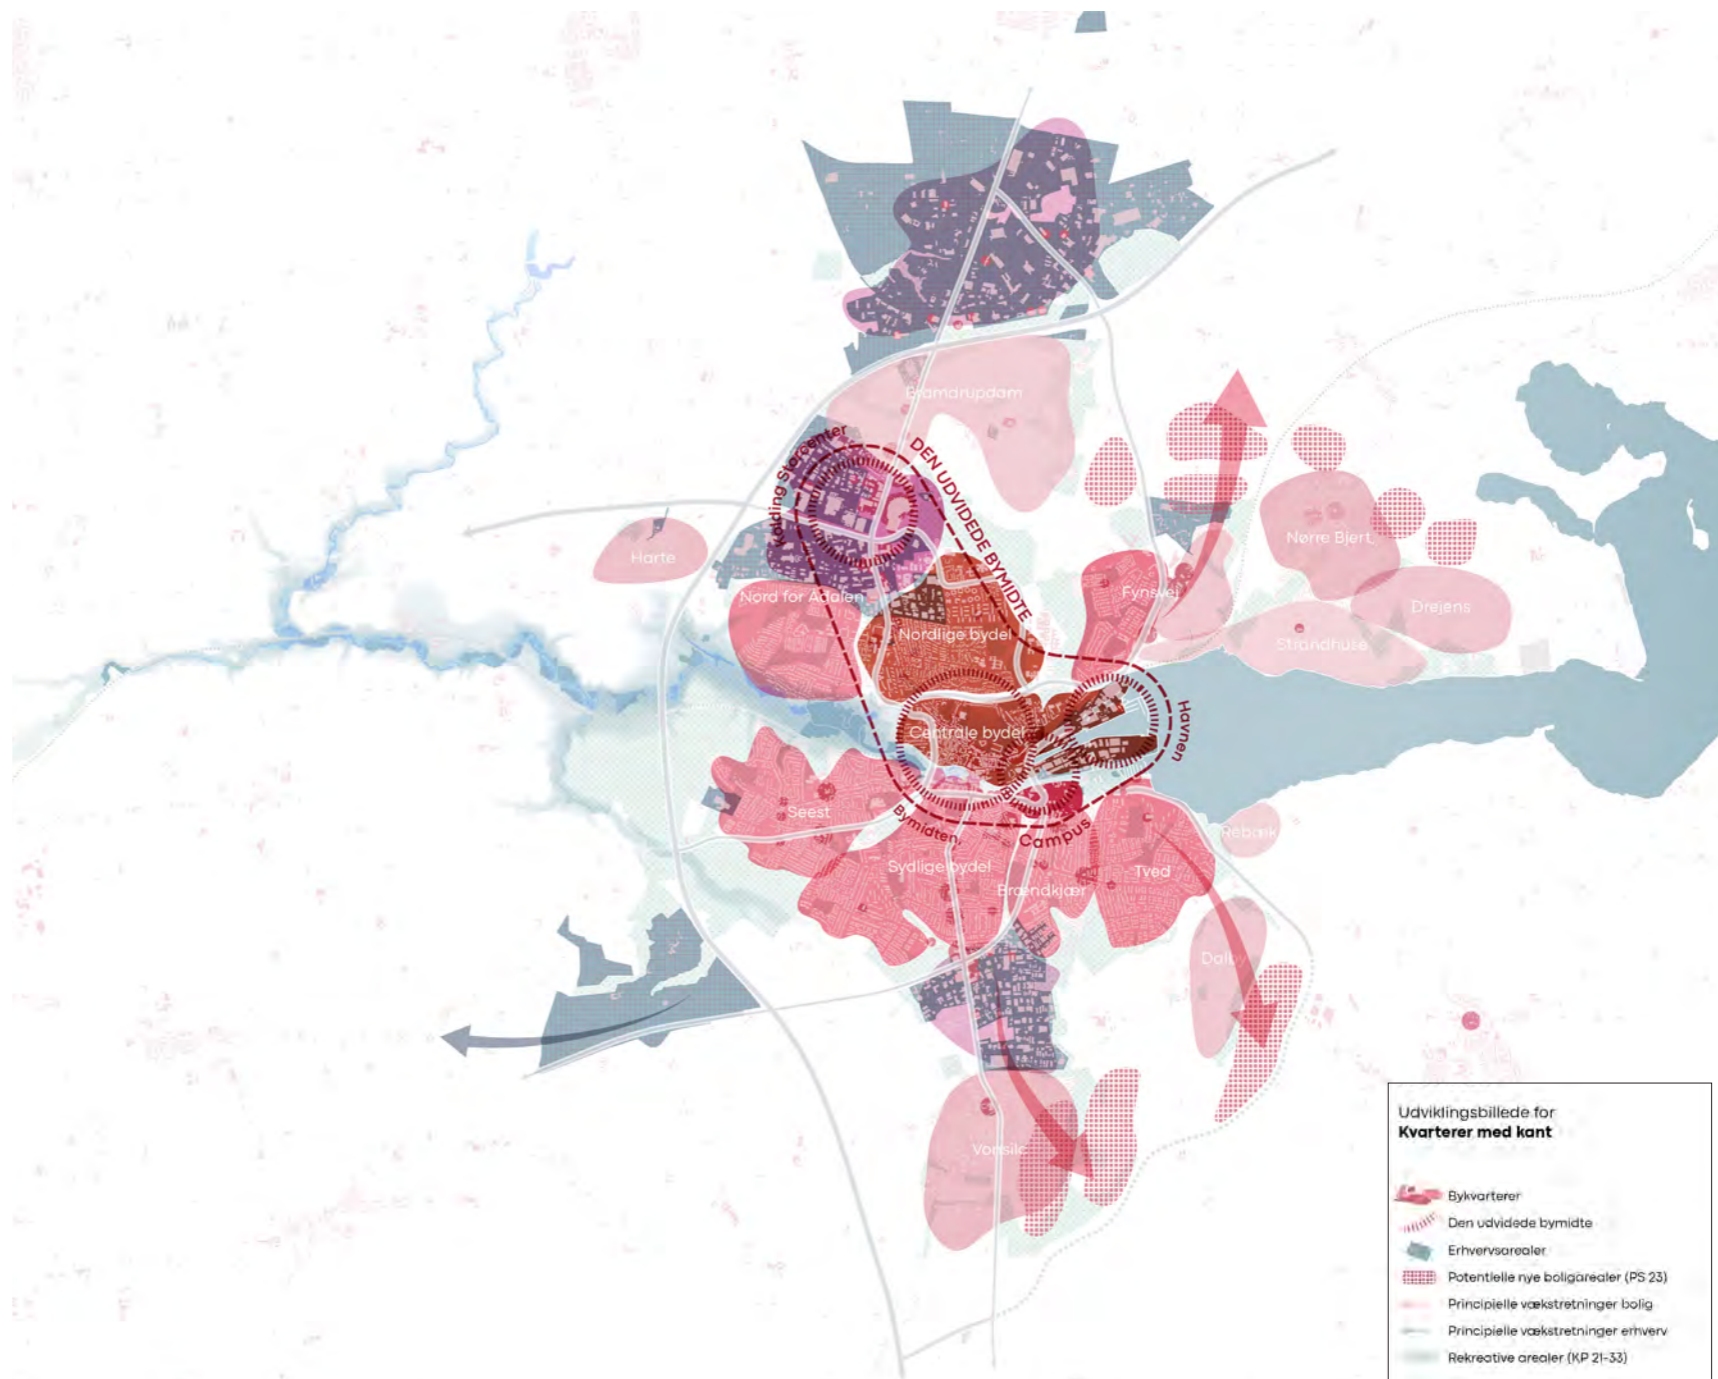 Bramdrupdam
Kolding Storcenter
DEN UDVIDEDE BYMIDTE
Harte
Nørre Bjert
Nord for Ådalen
Fynsvej
Drejens
Nordlige bydel
Strandhuse
Centrale bydel
Havnen
Seest
Bymidten
Campus
Rebæk
Sydlige bydel
Brændkjær
Tved
Dalby
Vonsild
Udviklingsbillede for
Kvarterer med kant
Bykvarterer
Den udvidede bymidte
Erhvervsarealer
Potentielle nye boligarealer (PS 23)
Principielle vækstretninger bolig
Principielle vækstretninger erhverv
Rekreative arealer (KP 21-33)